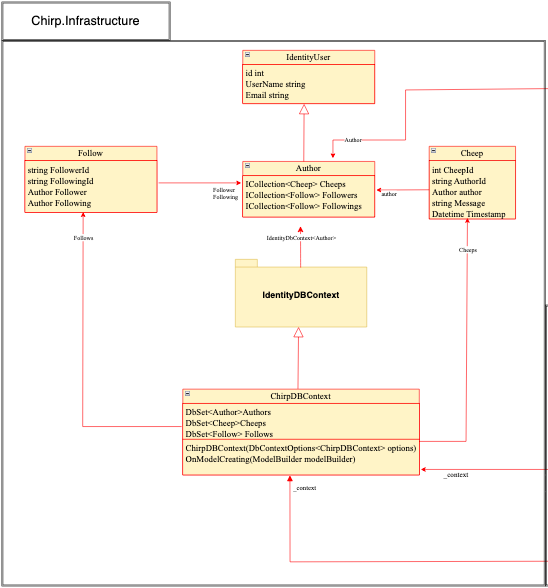 Chirp.Infrastructure
IdentityUser
id int
UserName string
Email string
Author
Follow
string FollowerId
string FollowingId
Author Follower
Author Following
Follower
Following
Author
ICollection<Cheep> Cheeps
ICollection<Follow> Followers
ICollection<Follow> Followings
author
Cheep
int CheepId
string AuthorId
Author author
string Message
Datetime Timestamp
Follows
IdentityDbContext<Author>
Cheeps
IdentityDBContext
ChirpDBContext
DbSet<Author>Authors
DbSet<Cheep>Cheeps
DbSet<Follow> Follows
ChirpDBContext(DbContextOptions<ChirpDBContext> options)
OnModelCreating(ModelBuilder modelBuilder)
_context
_context